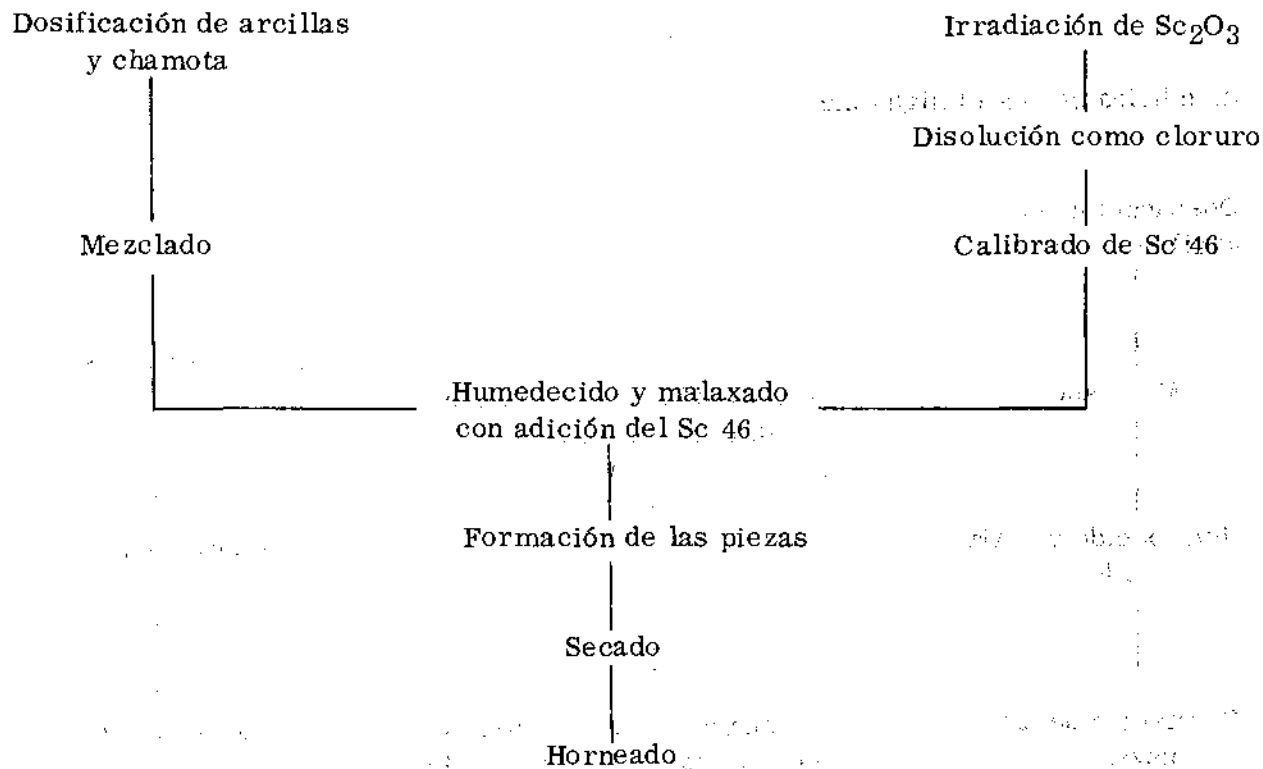 Dosificación de arcillas
y chamota
Irradiación de Sc₂O₃
Disolución como cloruro
Mezclado
Calibrado de Sc 46
Humedecido y malaxado
con adición del Sc 46
Formación de las piezas
Secado
Horneado